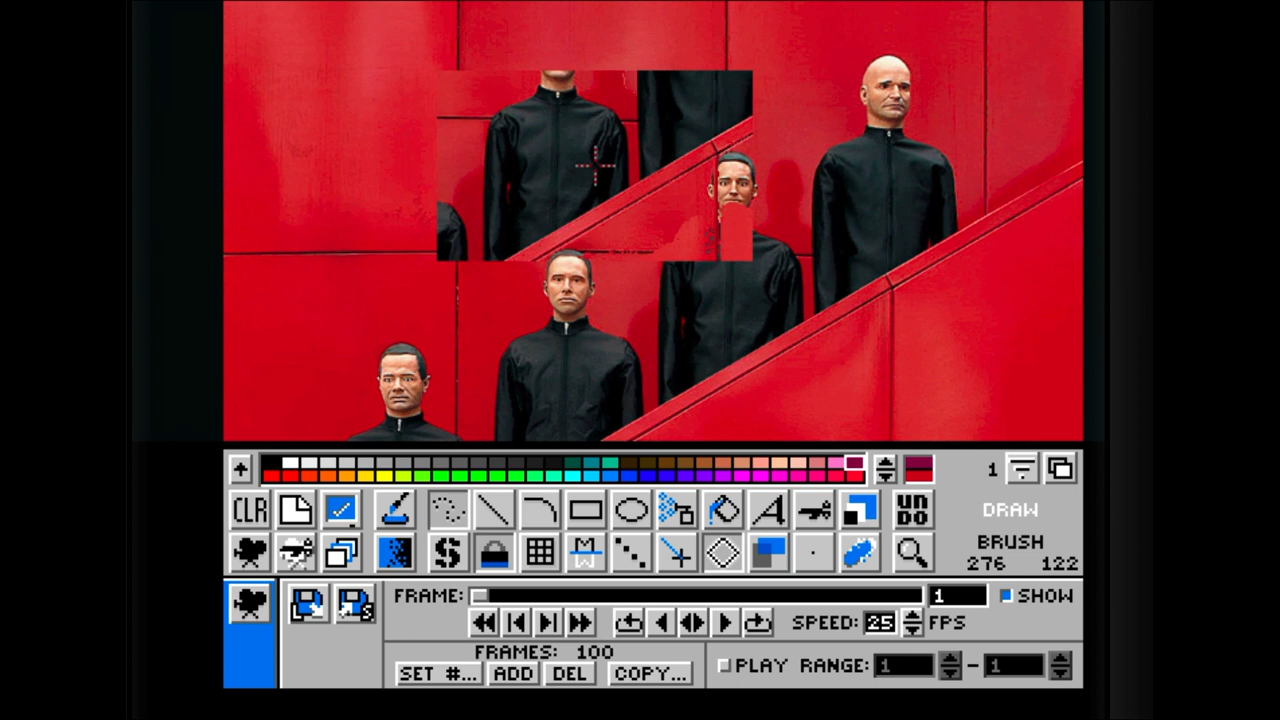 1
CLR
A
UN
DO
DRAW
$
BRUSH
276 122
FRAME: 1 SHOW
SPEED: 25 FPS
FRAMES: 100
SET #... ADD DEL COPY...
PLAY RANGE: 1 - 1